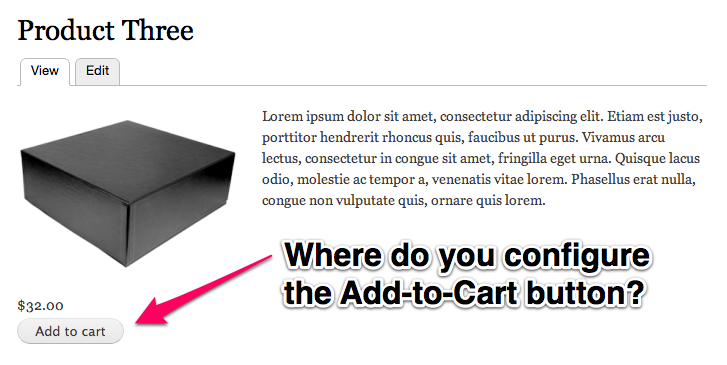 Product Three
View
Edit
Lorem ipsum dolor sit amet, consectetur adipiscing elit. Etiam est justo,
porttitor hendrerit rhoncus quis, faucibus ut purus. Vivamus arcu
lectus, consectetur in congue sit amet, fringilla eget urna. Quisque lacus
odio, molestie ac tempor a, venenatis vitae lorem. Phasellus erat nulla,
congue non vulputate quis, ornare quis lorem.
Where do you configure
the Add-to-Cart button?
$32.00
Add to cart